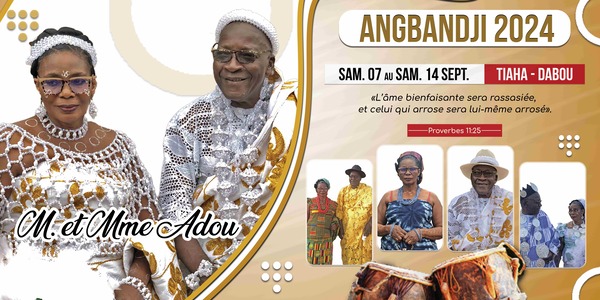 M. et Mme Adou
ANGBANDJI 2024
SAM. 07 AU SAM. 14 SEPT.
TIAHA - DABOU
«L'âme bienfaisante sera rassasiée,
et celui qui arrose sera lui-même arrosé».
Proverbes 11:25